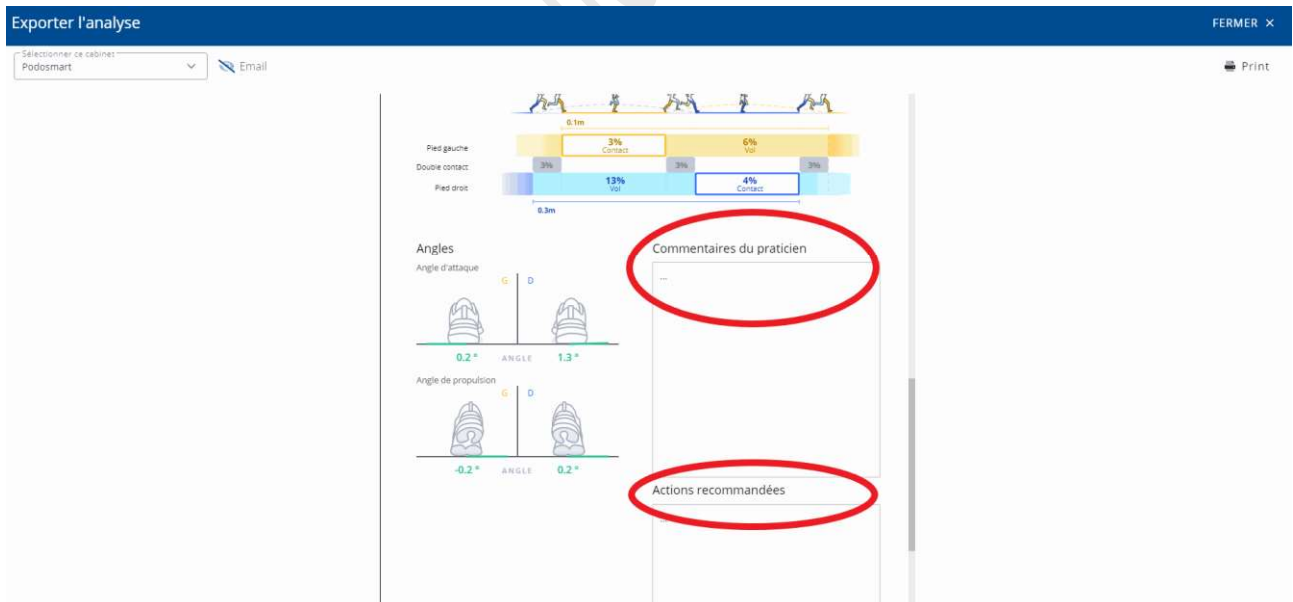 Exporter l'analyse
FERMER ×
Sélectionner ce cabinet
Podosmart
Email
Print
0.1m
Pied gauche
3%
Contact
6%
Vol
Double contact
3%
3%
3%
Pied droit
13%
Vol
4%
Contact
0.3m
Angles
Angle d'attaque
G
D
0.2 °
ANGLE
1.3 °
Angle de propulsion
G
D
-0.2 °
ANGLE
0.2 °
Commentaires du praticien
...
Actions recommandées